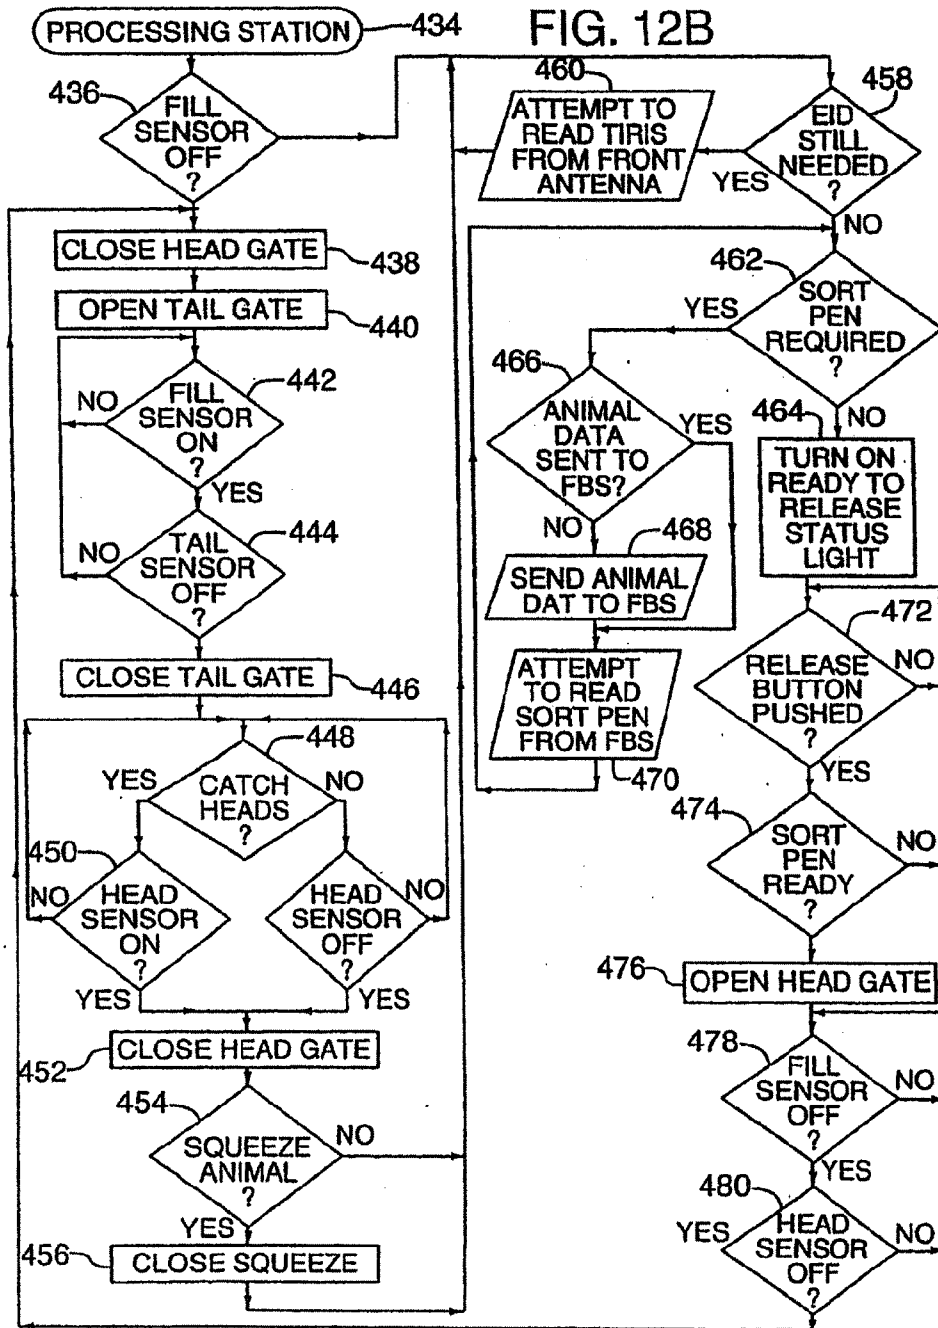 FIG. 12B
PROCESSING STATION
434
436
FILL
SENSOR
OFF
?
CLOSE HEAD GATE
438
OPEN TAIL GATE
440
442
FILL
SENSOR
ON
?
NO
YES
444
TAIL
SENSOR
OFF
?
NO
CLOSE TAIL GATE
446
448
CATCH
HEADS
?
YES
NO
450
HEAD
SENSOR
ON
?
NO
YES
HEAD
SENSOR
OFF
?
NO
YES
CLOSE HEAD GATE
452
454
SQUEEZE
ANIMAL
?
NO
YES
CLOSE SQUEEZE
456
458
EID
STILL
NEEDED
?
YES
NO
460
ATTEMPT TO
READ TIRIS
FROM FRONT
ANTENNA
462
SORT
PEN
REQUIRED
?
YES
NO
464
TURN ON
READY TO
RELEASE
STATUS
LIGHT
466
ANIMAL
DATA
SENT TO
FBS?
YES
NO
468
SEND ANIMAL
DAT TO FBS
ATTEMPT
TO READ
SORT PEN
FROM FBS
470
472
RELEASE
BUTTON
PUSHED
?
NO
YES
474
SORT
PEN
READY
?
NO
476
OPEN HEAD GATE
478
FILL
SENSOR
OFF
?
NO
YES
480
HEAD
SENSOR
OFF
?
YES
NO